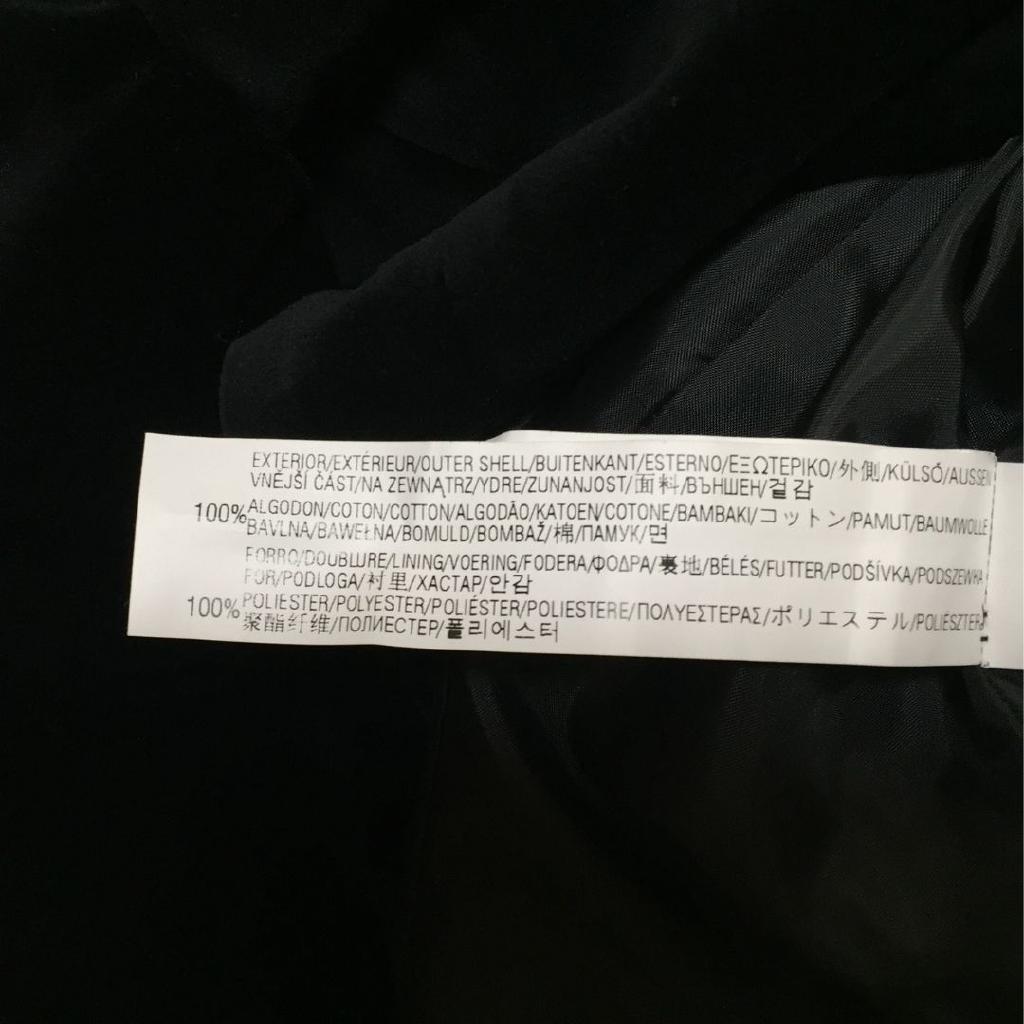 EXTERIOR/EXTÉRIEUR/OUTER SHELL/BUITENKANT/ESTERNO/ΕΞΩΤΕΡΙΚΟ/外側/KÜLSŐ/AUSSEN
VNĚJŠÍ ČÁST/NA ZEWNĄTRZ/YDRE/ZUNANJOST/面料/ВЪНШЕН/겉감
100% ALGODON/COTON/COTTON/ALGODÃO/KATOEN/COTONE/BAMBAKI/コットン/PAMUT/BAUMWOLLE
BAVLNA/BAWEŁNA/BOMULD/BOMBAŽ/棉/ПАМУК/면
FORRO/DOUBLURE/LINING/VOERING/FODERA/ΦΟΔΡΑ/裏地/BÉLÉS/FUTTER/PODŠÍVKA/PODSZEWKA
FOR/PODLOGA/衬里/ХАСТАР/안감
100% POLIESTER/POLYESTER/POLIÉSTER/POLIESTERE/ΠΟΛΥΕΣΤΕΡΑΣ/ポリエステル/POLIÉSZTER
聚酯纤维/ПОЛИЕСТЕР/폴리에스터